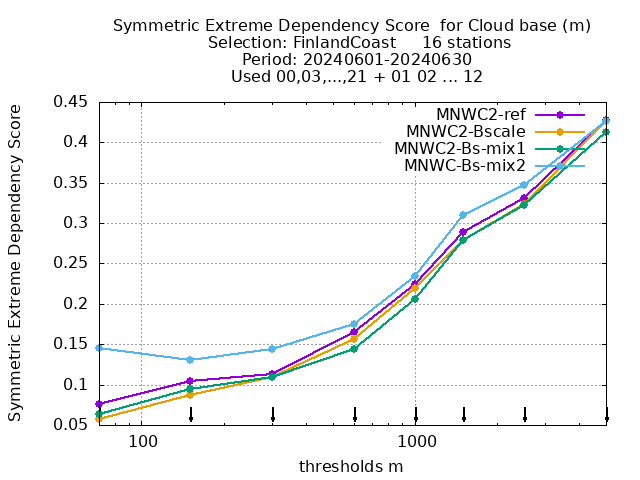 Symmetric Extreme Dependency Score  for Cloud base (m)
Selection: FinlandCoast     16 stations
Period: 20240601-20240630
Used 00,03,...,21 + 01 02 ... 12
Symmetric Extreme Dependency Score
0.45
0.4
0.35
0.3
0.25
0.2
0.15
0.1
0.05
MNWC2-ref
MNWC2-Bscale
MNWC2-Bs-mix1
MNWC-Bs-mix2
100
1000
thresholds m